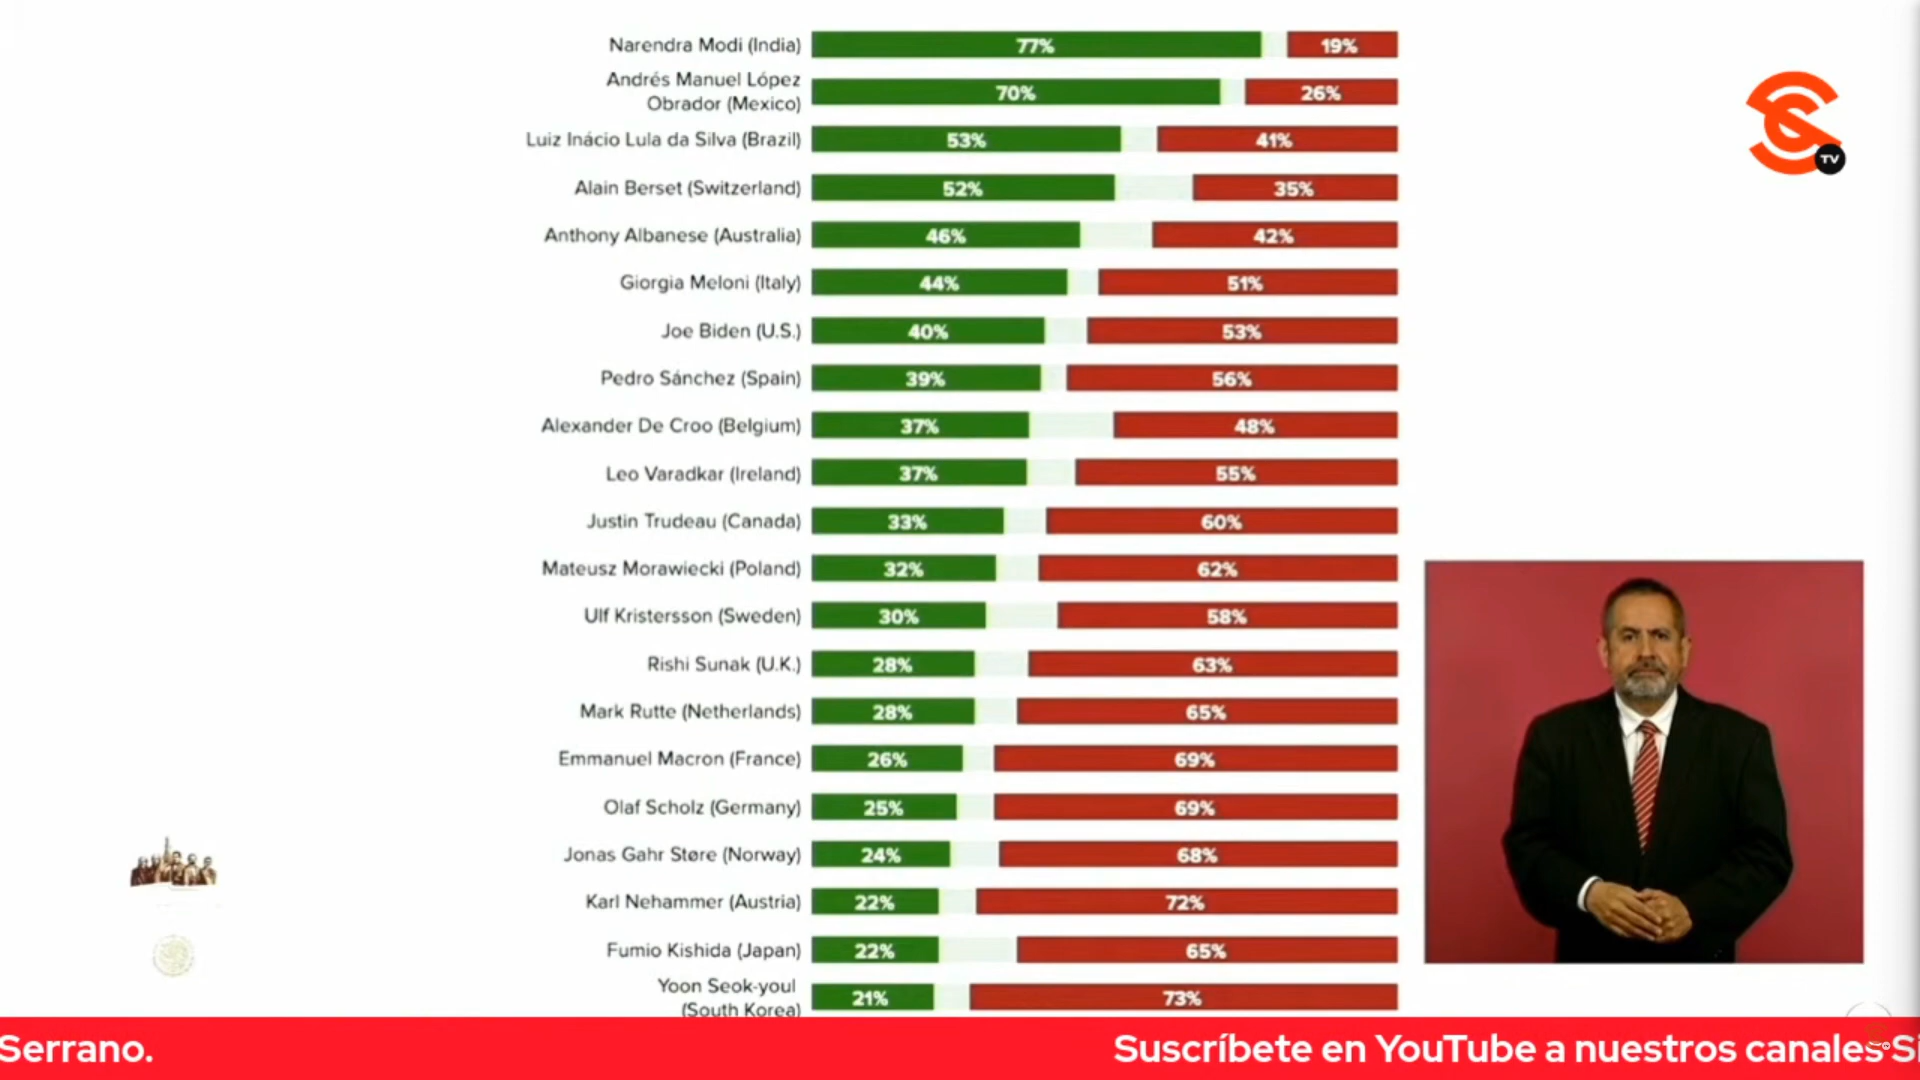 Narendra Modi (India) 77% 19%
Andrés Manuel López
Obrador (Mexico) 70% 26%
Luiz Inácio Lula da Silva (Brazil) 53% 41%
Alain Berset (Switzerland) 52% 35%
Anthony Albanese (Australia) 46% 42%
Giorgia Meloni (Italy) 44% 51%
Joe Biden (U.S.) 40% 53%
Pedro Sánchez (Spain) 39% 56%
Alexander De Croo (Belgium) 37% 48%
Leo Varadkar (Ireland) 37% 55%
Justin Trudeau (Canada) 33% 60%
Mateusz Morawiecki (Poland) 32% 62%
Ulf Kristersson (Sweden) 30% 58%
Rishi Sunak (U.K.) 28% 63%
Mark Rutte (Netherlands) 28% 65%
Emmanuel Macron (France) 26% 69%
Olaf Scholz (Germany) 25% 69%
Jonas Gahr Støre (Norway) 24% 68%
Karl Nehammer (Austria) 22% 72%
Fumio Kishida (Japan) 22% 65%
Yoon Seok-youl
(South Korea) 21% 73%
TV
Serrano. Suscríbete en YouTube a nuestros canales Si